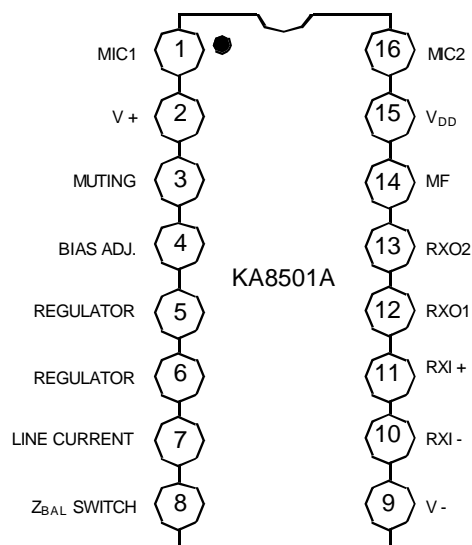 MIC1 1 16 MIC2
V + 2 15 VDD
MUTING 3 14 MF
BIAS ADJ. 4 13 RXO2
KA8501A
REGULATOR 5 12 RXO1
REGULATOR 6 11 RXI +
LINE CURRENT 7 10 RXI -
ZBAL SWITCH 8 9 V -